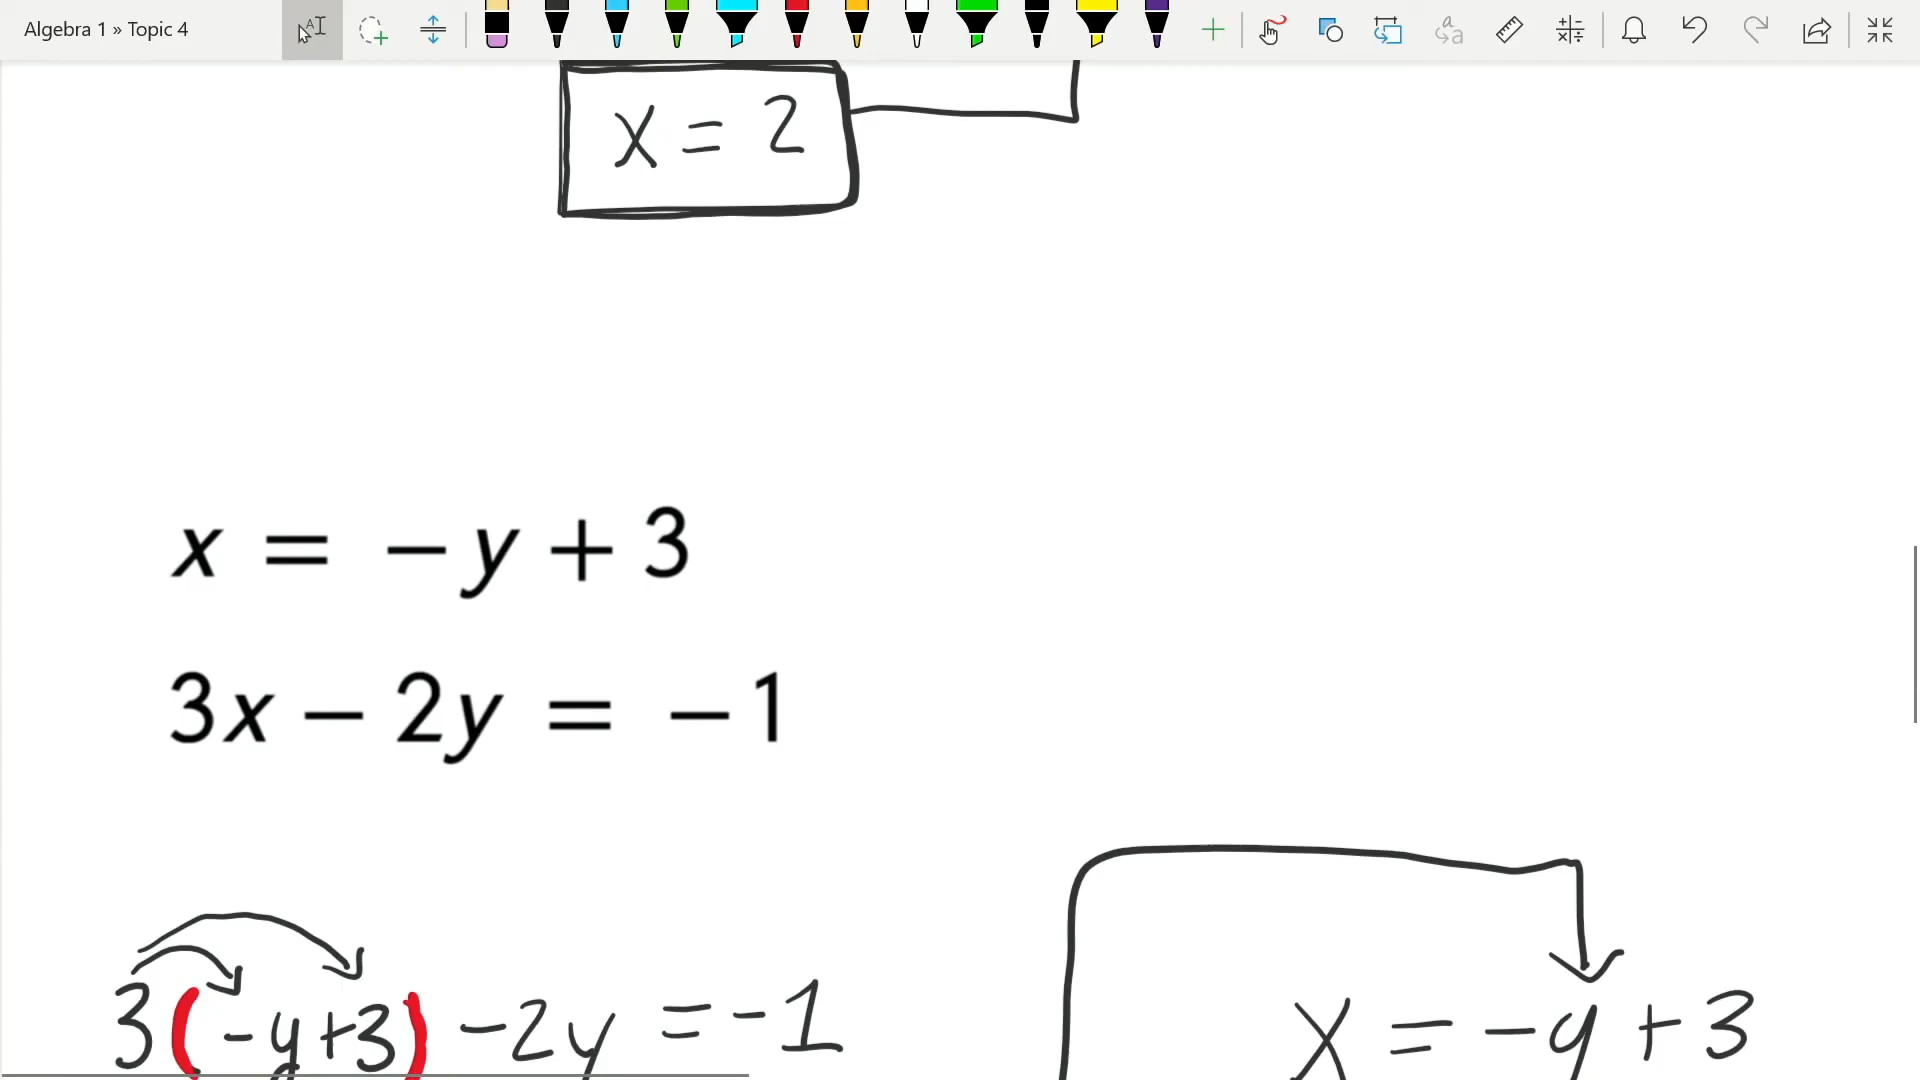 Algebra 1 » Topic 4
x = 2
x = −y + 3
3x − 2y = −1
3(-y+3) -2y = -1
x = -y + 3